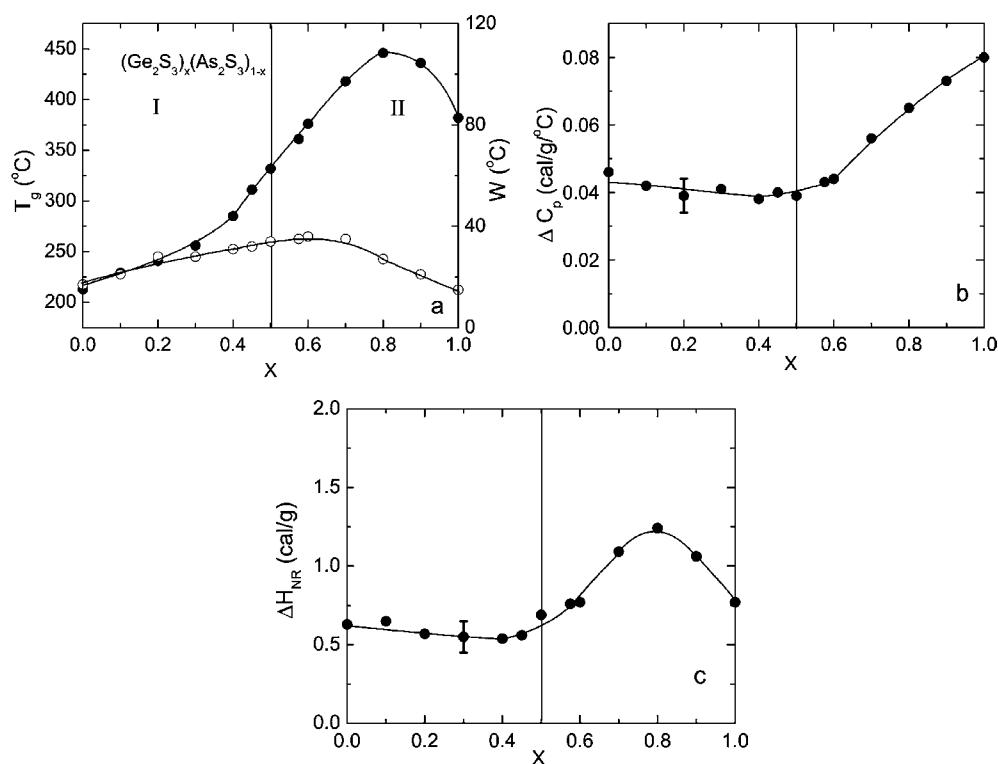 (Ge₂S₃)ₓ(As₂S₃)₁₋ₓ
I
II
a
T_g (°C)
450
400
350
300
250
200
W (°C)
120
80
40
0
0.0 0.2 0.4 0.6 0.8 1.0
X
b
Δ C_p (cal/g/°C)
0.08
0.06
0.04
0.02
0.00
0.0 0.2 0.4 0.6 0.8 1.0
X
c
ΔH_NR (cal/g)
2.0
1.5
1.0
0.5
0.0
0.0 0.2 0.4 0.6 0.8 1.0
X